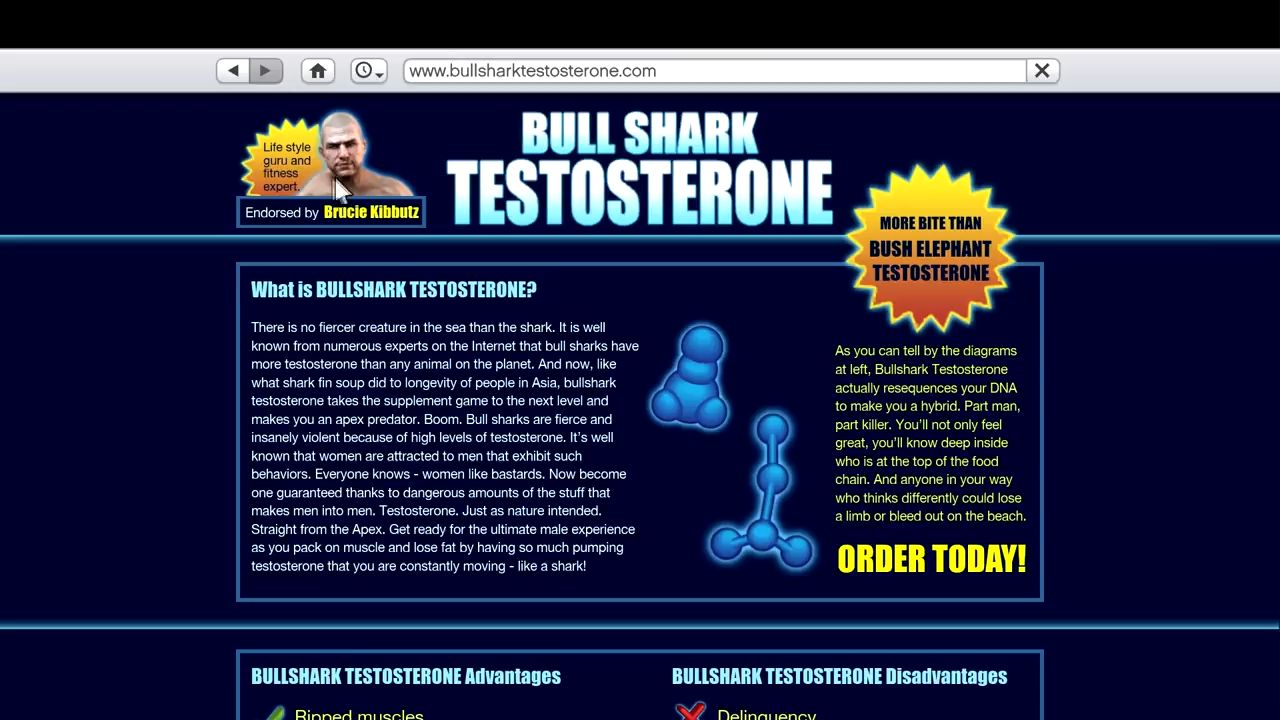 www.bullsharktestosterone.com
Life style
guru and
fitness
expert.
Endorsed by Brucie Kibbutz
BULL SHARK
TESTOSTERONE
MORE BITE THAN
BUSH ELEPHANT
TESTOSTERONE
What is BULLSHARK TESTOSTERONE?
There is no fiercer creature in the sea than the shark. It is well
known from numerous experts on the Internet that bull sharks have
more testosterone than any animal on the planet. And now, like
what shark fin soup did to longevity of people in Asia, bullshark
testosterone takes the supplement game to the next level and
makes you an apex predator. Boom. Bull sharks are fierce and
insanely violent because of high levels of testosterone. It's well
known that women are attracted to men that exhibit such
behaviors. Everyone knows - women like bastards. Now become
one guaranteed thanks to dangerous amounts of the stuff that
makes men into men. Testosterone. Just as nature intended.
Straight from the Apex. Get ready for the ultimate male experience
as you pack on muscle and lose fat by having so much pumping
testosterone that you are constantly moving - like a shark!
As you can tell by the diagrams
at left, Bullshark Testosterone
actually resequences your DNA
to make you a hybrid. Part man,
part killer. You'll not only feel
great, you'll know deep inside
who is at the top of the food
chain. And anyone in your way
who thinks differently could lose
a limb or bleed out on the beach.
ORDER TODAY!
BULLSHARK TESTOSTERONE Advantages
Ripped muscles
BULLSHARK TESTOSTERONE Disadvantages
Delinquency